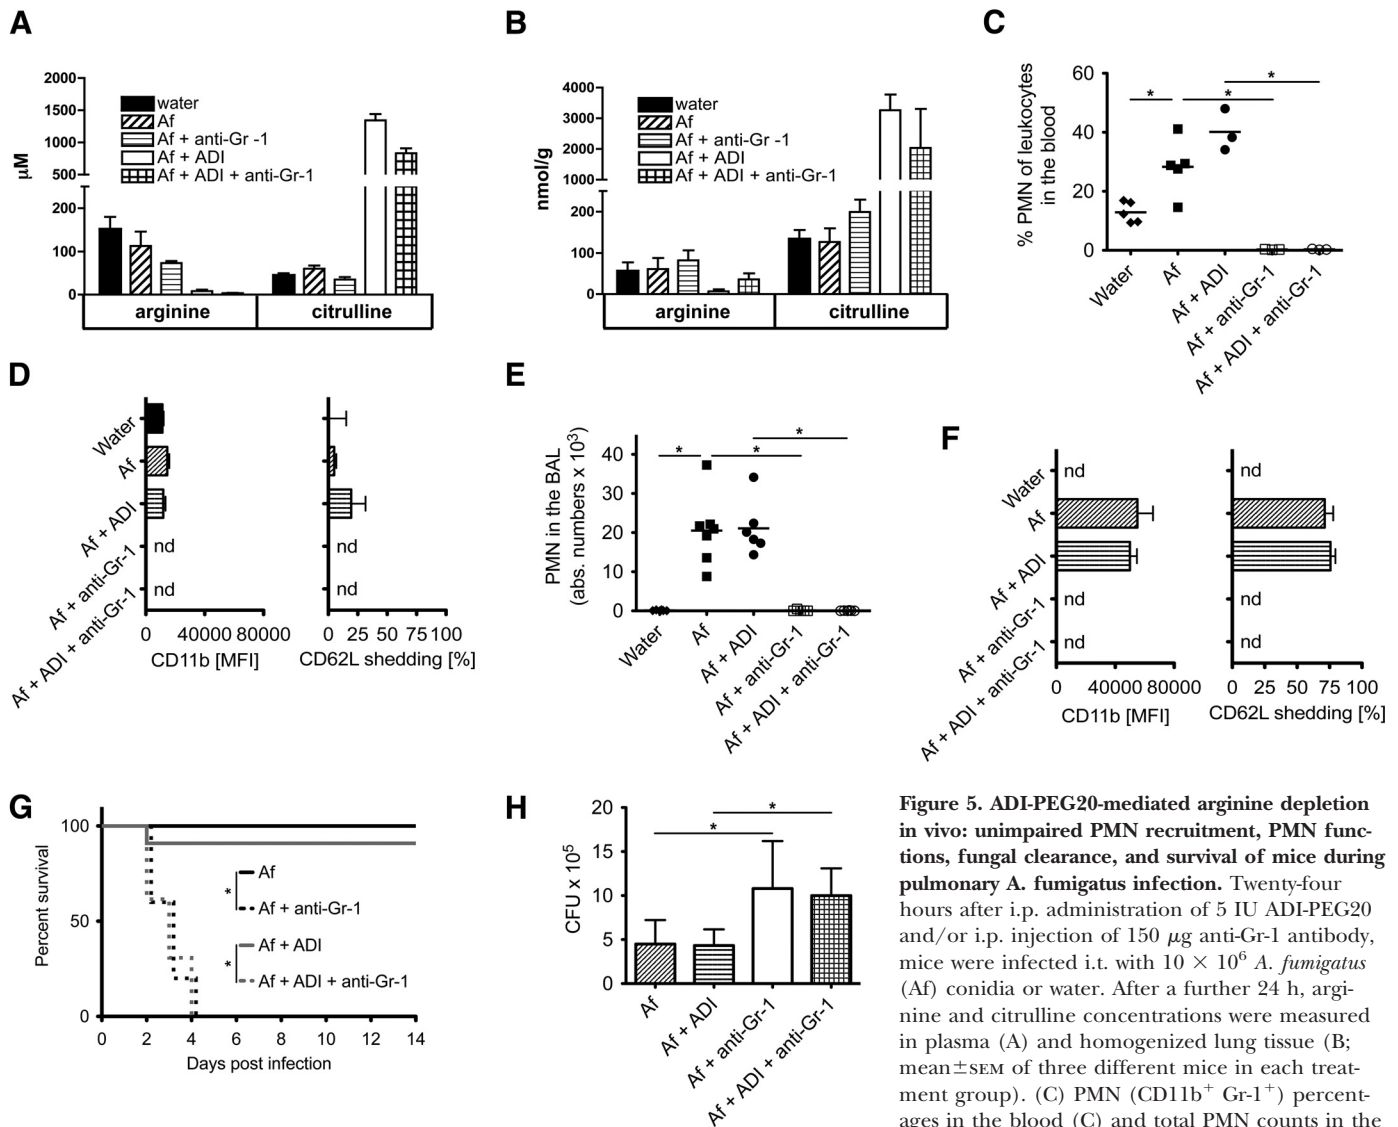 A
2000
1500
1000
500
200
100
0
µM
water
Af
Af + anti-Gr -1
Af + ADI
Af + ADI + anti-Gr-1
arginine
citrulline
B
4000
3000
2000
1000
200
100
0
nmol/g
water
Af
Af + anti-Gr -1
Af + ADI
Af + ADI + anti-Gr-1
arginine
citrulline
C
% PMN of leukocytes
in the blood
60
40
20
0
*
*
*
Water
Af
Af + ADI
Af + anti-Gr-1
Af + ADI + anti-Gr-1
D
Water
Af
Af + ADI
Af + anti-Gr-1
Af + ADI + anti-Gr-1
nd
nd
0 40000 80000
CD11b [MFI]
nd
nd
0 25 50 75 100
CD62L shedding [%]
E
PMN in the BAL
(abs. numbers x 10³)
40
30
20
10
0
*
*
*
Water
Af
Af + ADI
Af + anti-Gr-1
Af + ADI + anti-Gr-1
F
Water
Af
Af + ADI
Af + anti-Gr-1
Af + ADI + anti-Gr-1
nd
nd
nd
0 40000 80000
CD11b [MFI]
nd
nd
nd
0 25 50 75 100
CD62L shedding [%]
G
Percent survival
100
50
0
* Af
Af + anti-Gr-1
* Af + ADI
Af + ADI + anti-Gr-1
0 2 4 6 8 10 12 14
Days post infection
H
CFU x 10⁵
20
15
10
5
0
*
*
Af
Af + ADI
Af + anti-Gr-1
Af + ADI + anti-Gr-1
Figure 5. ADI-PEG20-mediated arginine depletion
in vivo: unimpaired PMN recruitment, PMN func-
tions, fungal clearance, and survival of mice during
pulmonary A. fumigatus infection. Twenty-four
hours after i.p. administration of 5 IU ADI-PEG20
and/or i.p. injection of 150 µg anti-Gr-1 antibody,
mice were infected i.t. with 10 × 10⁶ A. fumigatus
(Af) conidia or water. After a further 24 h, argi-
nine and citrulline concentrations were measured
in plasma (A) and homogenized lung tissue (B;
mean±SEM of three different mice in each treat-
ment group). (C) PMN (CD11b⁺ Gr-1⁺) percent-
ages in the blood (C) and total PMN counts in the